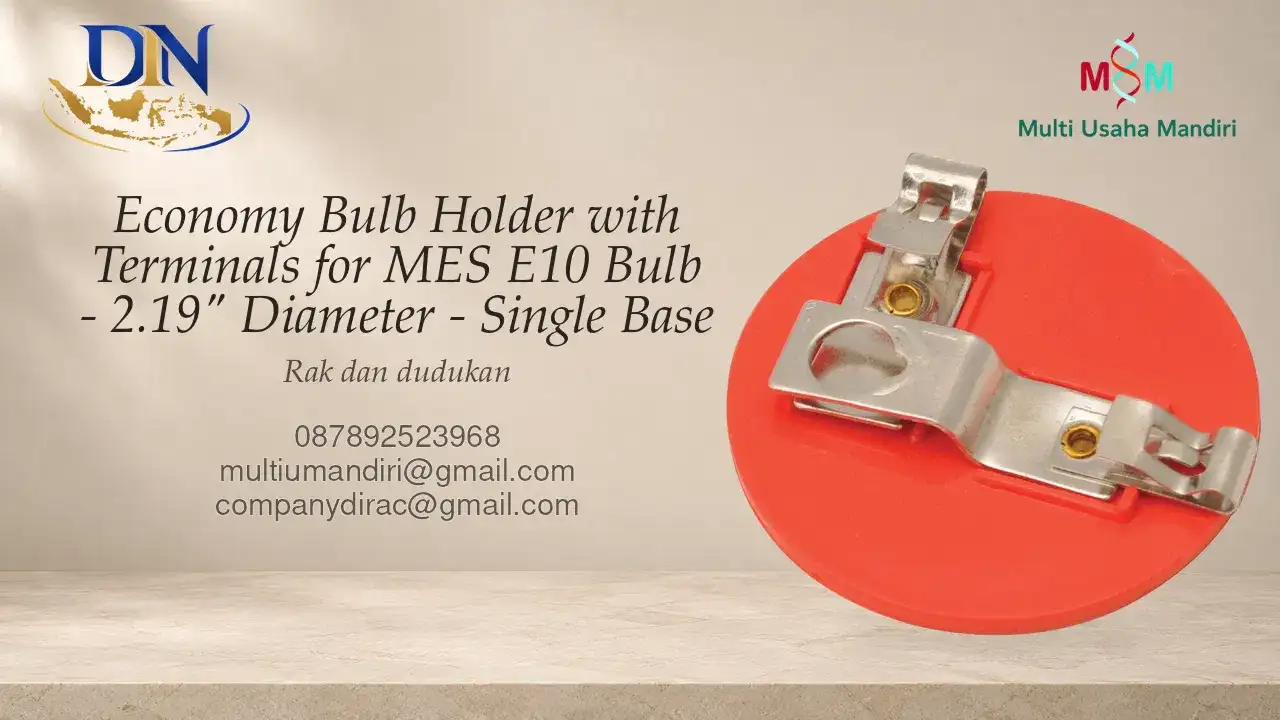 DN
M M
Multi Usaha Mandiri
Economy Bulb Holder with
Terminals for MES E10 Bulb
- 2.19" Diameter - Single Base
Rak dan dudukan
087892523968
multiumandiri@gmail.com
companydirac@gmail.com